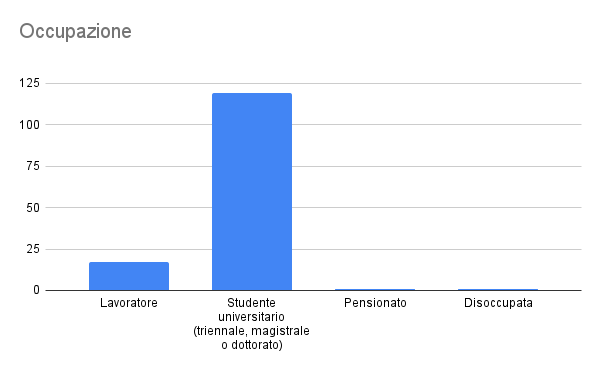 Occupazione
125
100
75
50
25
0
Lavoratore
Studente
universitario
(triennale, magistrale
o dottorato)
Pensionato
Disoccupata